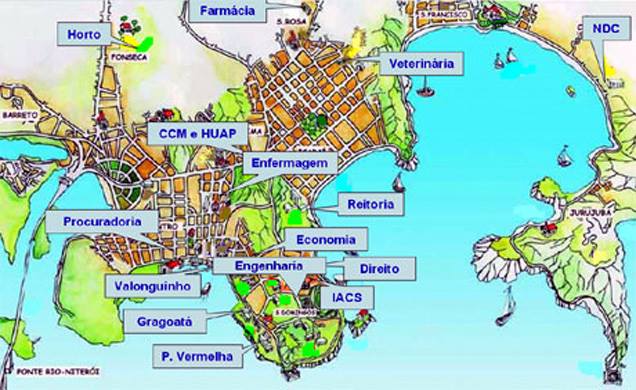 Farmácia
S. ROSA
S. FRANCISCO
Horto
FONSECA
NDC
Veterinária
BARRETO
CCM e HUAP
Enfermagem
Reitoria
Procuradoria
JURUJUBA
Economia
Valonguinho
Engenharia
Direito
IACS
Gragoatá
S. DOMINGOS
P. Vermelha
PONTE RIO-NITERÓI